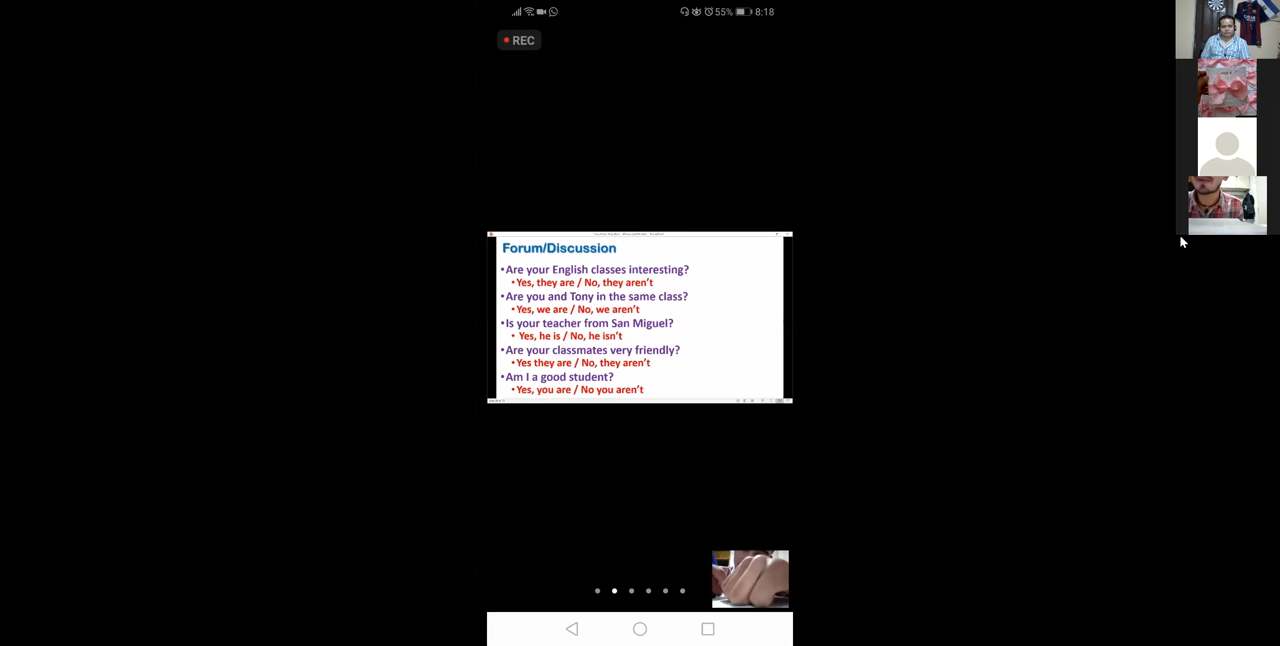 55% 8:18
REC
Forum/Discussion
•Are your English classes interesting?
•Yes, they are / No, they aren't
•Are you and Tony in the same class?
•Yes, we are / No, we aren't
•Is your teacher from San Miguel?
• Yes, he is / No, he isn't
•Are your classmates very friendly?
•Yes they are / No, they aren't
•Am I a good student?
•Yes, you are / No you aren't